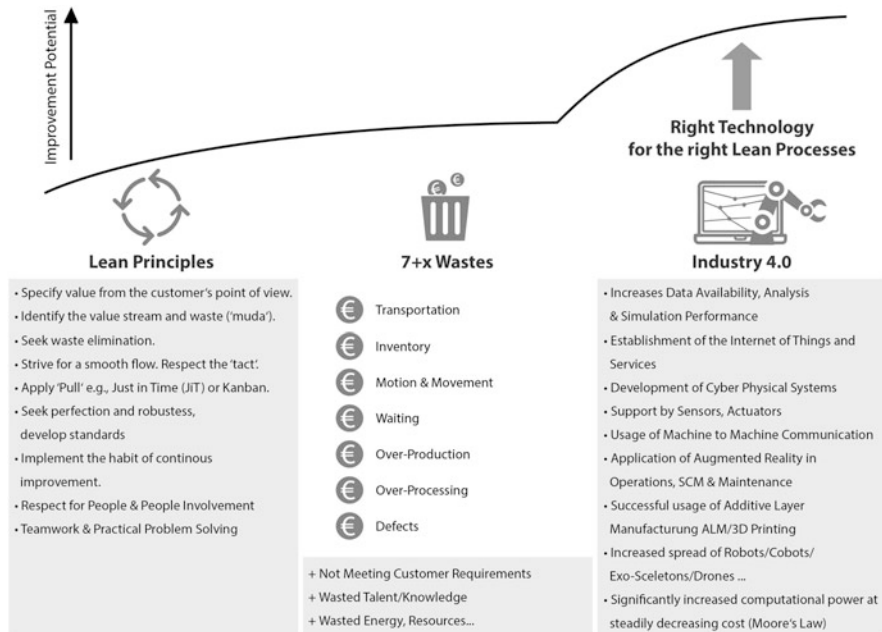 Improvement Potential
Right Technology
for the right Lean Processes
Lean Principles
• Specify value from the customer's point of view.
• Identify the value stream and waste ('muda').
• Seek waste elimination.
• Strive for a smooth flow. Respect the 'tact'.
• Apply 'Pull' e.g., Just in Time (JiT) or Kanban.
• Seek perfection and robustess,
develop standards
• Implement the habit of continous
improvement.
• Respect for People & People Involvement
• Teamwork & Practical Problem Solving
7+x Wastes
€ Transportation
€ Inventory
€ Motion & Movement
€ Waiting
€ Over-Production
€ Over-Processing
€ Defects
+ Not Meeting Customer Requirements
+ Wasted Talent/Knowledge
+ Wasted Energy, Resources...
Industry 4.0
• Increases Data Availability, Analysis
& Simulation Performance
• Establishment of the Internet of Things and
Services
• Development of Cyber Physical Systems
• Support by Sensors, Actuators
• Usage of Machine to Machine Communication
• Application of Augmented Reality in
Operations, SCM & Maintenance
• Successful usage of Additive Layer
Manufacturung ALM/3D Printing
• Increased spread of Robots/Cobots/
Exo-Sceletons/Drones ...
• Significantly increased computational power at
steadily decreasing cost (Moore's Law)